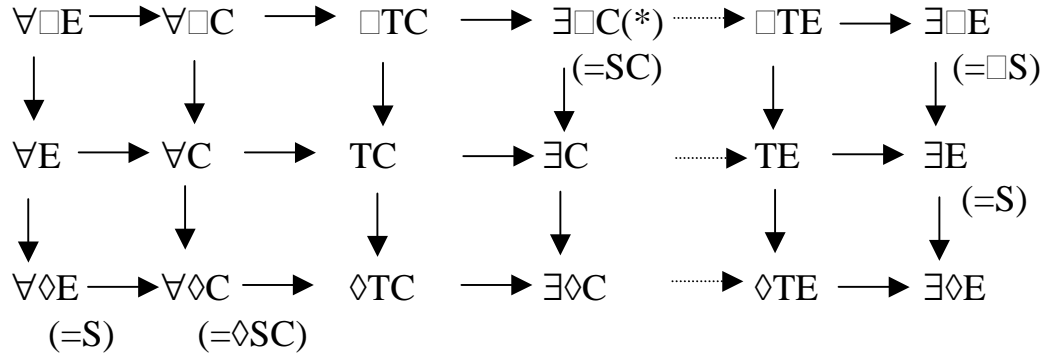 ∀□E ∀□C □TC ∃□C(*) □TE ∃□E
(=SC) (=□S)
∀E ∀C TC ∃C TE ∃E
(=S)
∀◊E ∀◊C ◊TC ∃◊C ◊TE ∃◊E
(=S) (=◊SC)